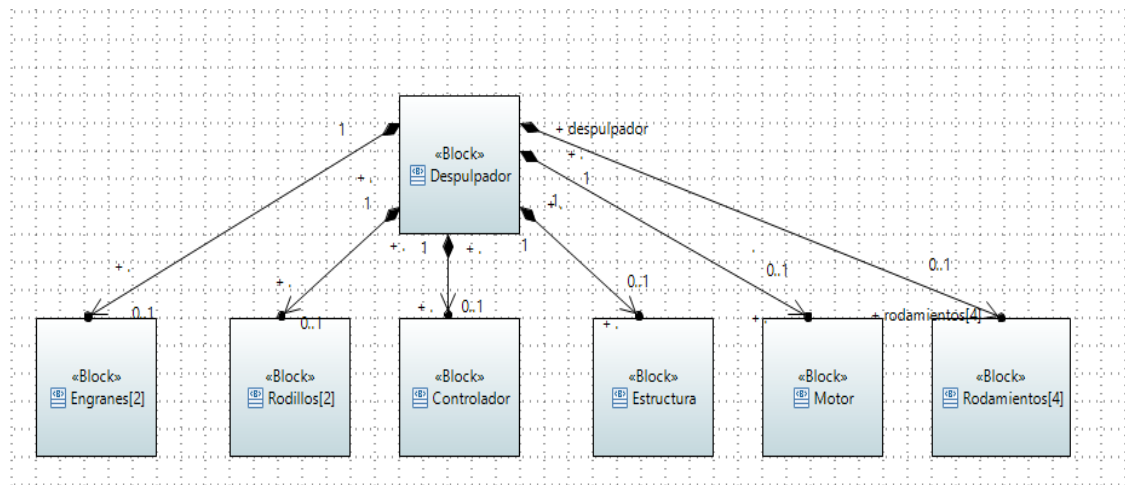 1
+ despulpador
«Block»
Despulpador
+ .
+ .
1
1
1
+ .
+ .
1
+ .
1
+ .
+ .
0..1
0..1
0..1
.
+ .
0..1
+ .
0..1
0..1
+ .
+ .
+ rodamientos[4]
«Block»
Engranes[2]
«Block»
Rodillos[2]
«Block»
Controlador
«Block»
Estructura
«Block»
Motor
«Block»
Rodamientos[4]